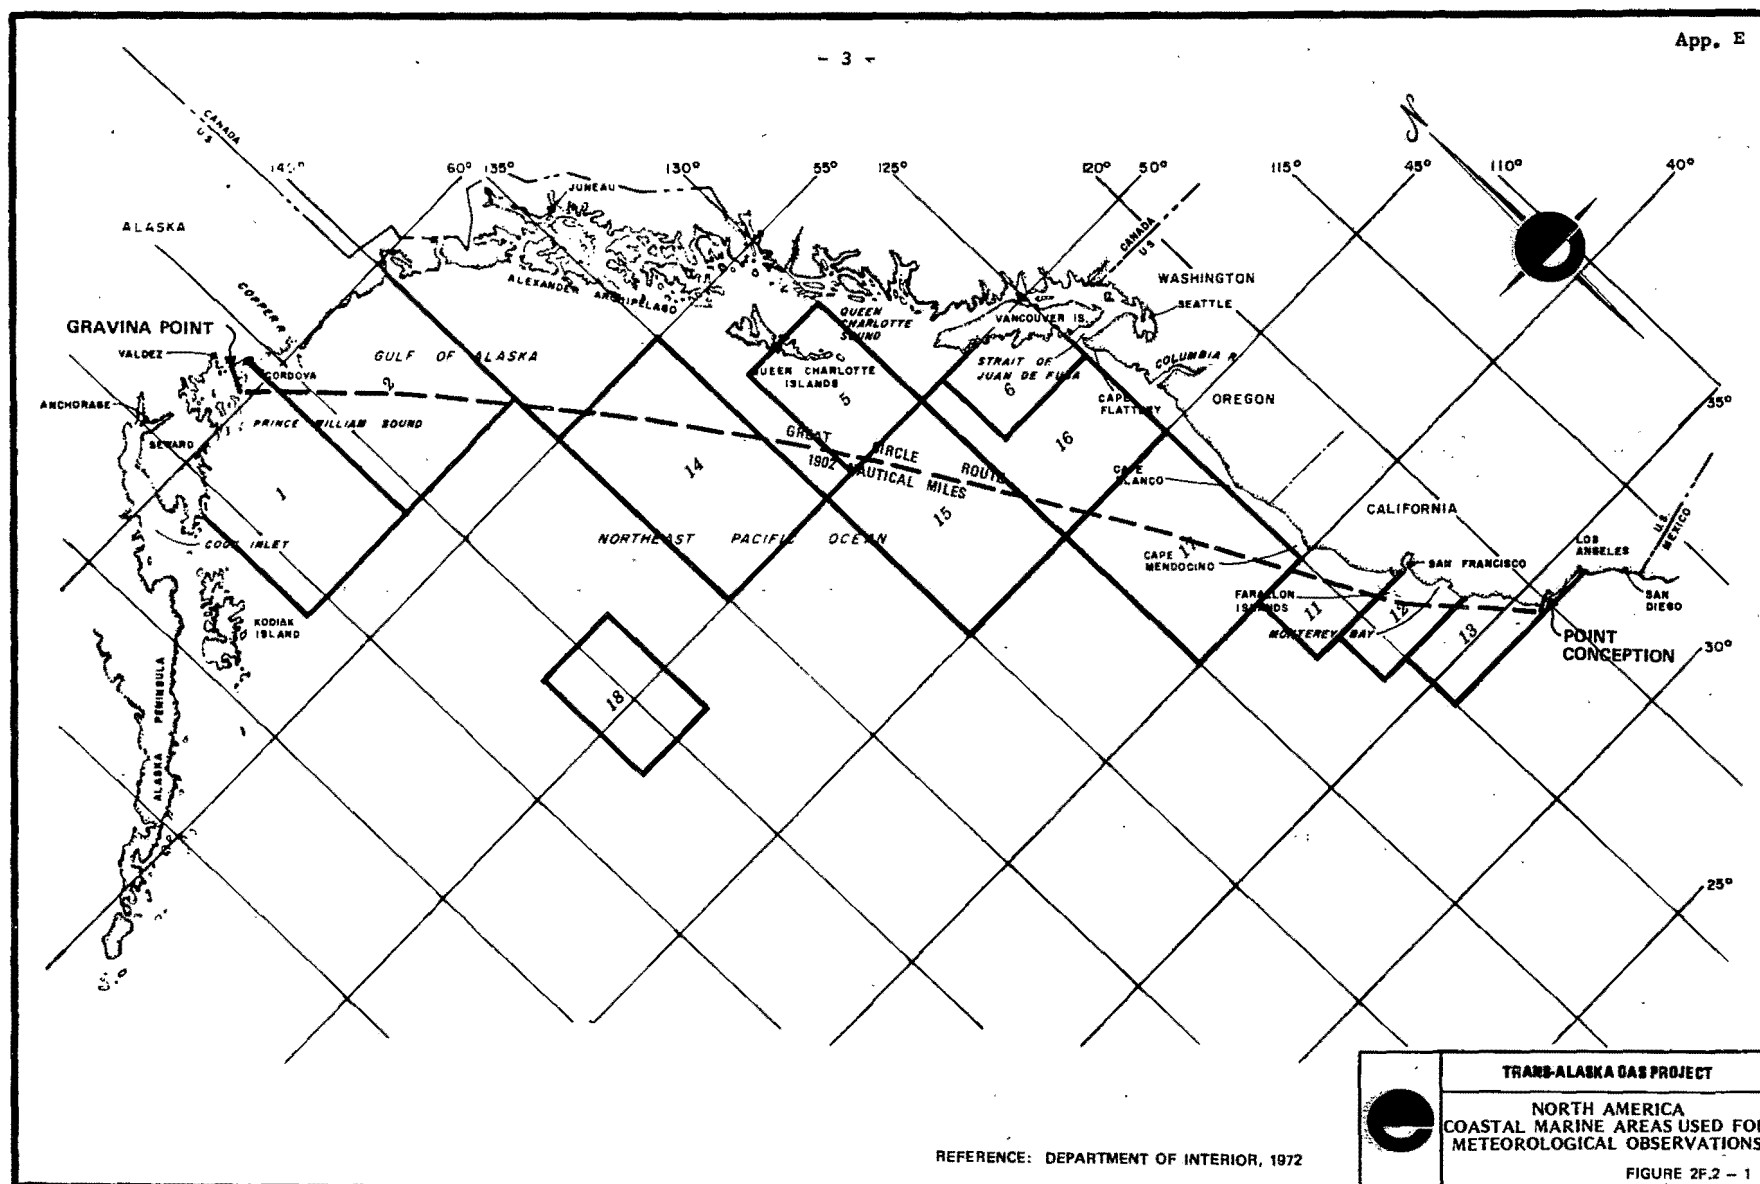 App. E
- 3 -
CANADA
U.S
60°
135°
130°
55°
125°
120°
50°
115°
45°
110°
40°
N
JUNEAU
ALASKA
ALEXANDER ARCHIPELAGO
QUEEN
CHARLOTTE
SOUND
CANADA
U.S
WASHINGTON
SEATTLE
VANCOUVER IS.
COPPER R.
GRAVINA POINT
VALDEZ
CORDOVA
GULF OF ALASKA
2
QUEEN CHARLOTTE
ISLANDS
5
STRAIT OF
JUAN DE FUCA
6
COLUMBIA R.
CAPE
FLATTERY
OREGON
35°
ANCHORAGE
SEWARD
PRINCE WILLIAM SOUND
GREAT CIRCLE ROUTE
1902 NAUTICAL MILES
16
14
15
1
CAPE
BLANCO
CALIFORNIA
COOK INLET
NORTHEAST PACIFIC OCEAN
17
CAPE
MENDOCINO
SAN FRANCISCO
LOS
ANGELES
U.S.
MEXICO
SAN
DIEGO
FARALLON
ISLANDS
11
12
13
MONTEREY BAY
POINT
CONCEPTION
KODIAK
ISLAND
30°
ALASKA PENINSULA
18
25°
TRANS-ALASKA GAS PROJECT
NORTH AMERICA
COASTAL MARINE AREAS USED FOR
METEOROLOGICAL OBSERVATIONS
FIGURE 2F.2 - 1
REFERENCE: DEPARTMENT OF INTERIOR, 1972